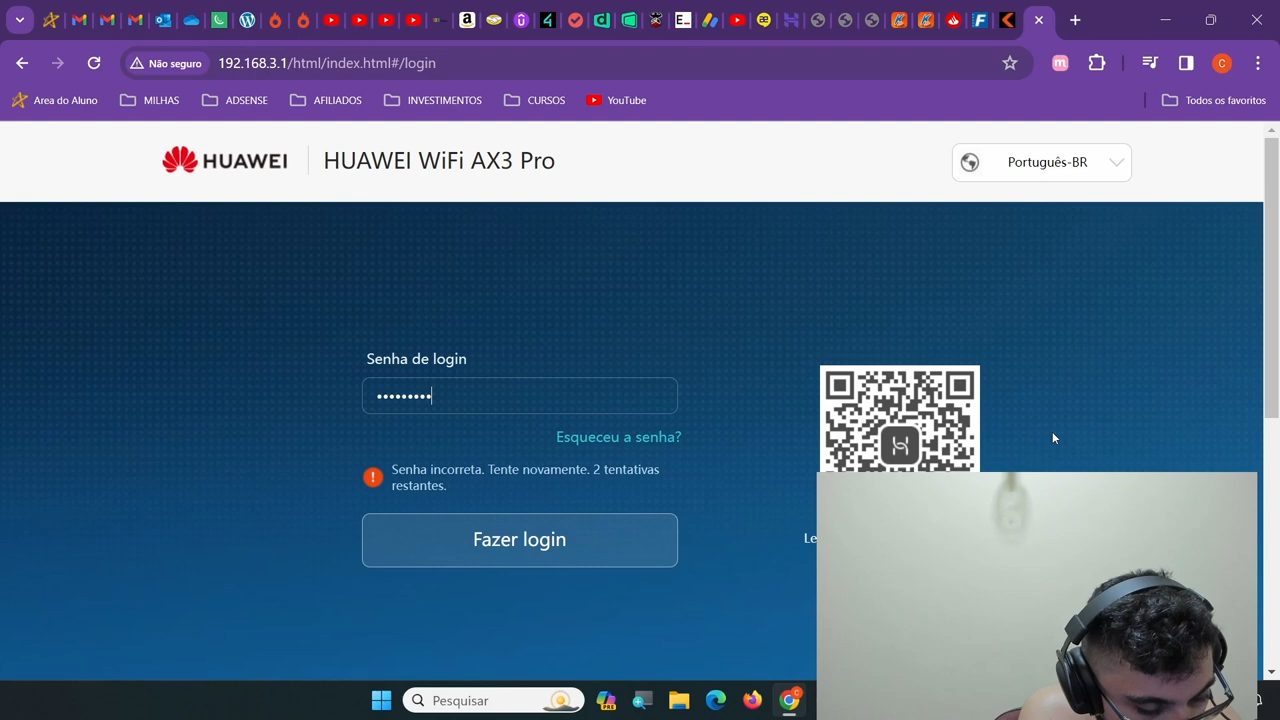 Não seguro
192.168.3.1/html/index.html#/login
Area do Aluno
MILHAS
ADSENSE
AFILIADOS
INVESTIMENTOS
CURSOS
YouTube
Todos os favoritos
HUAWEI
HUAWEI WiFi AX3 Pro
Português-BR
Senha de login
•••••••••
Esqueceu a senha?
Senha incorreta. Tente novamente. 2 tentativas
restantes.
Fazer login
Le
Pesquisar